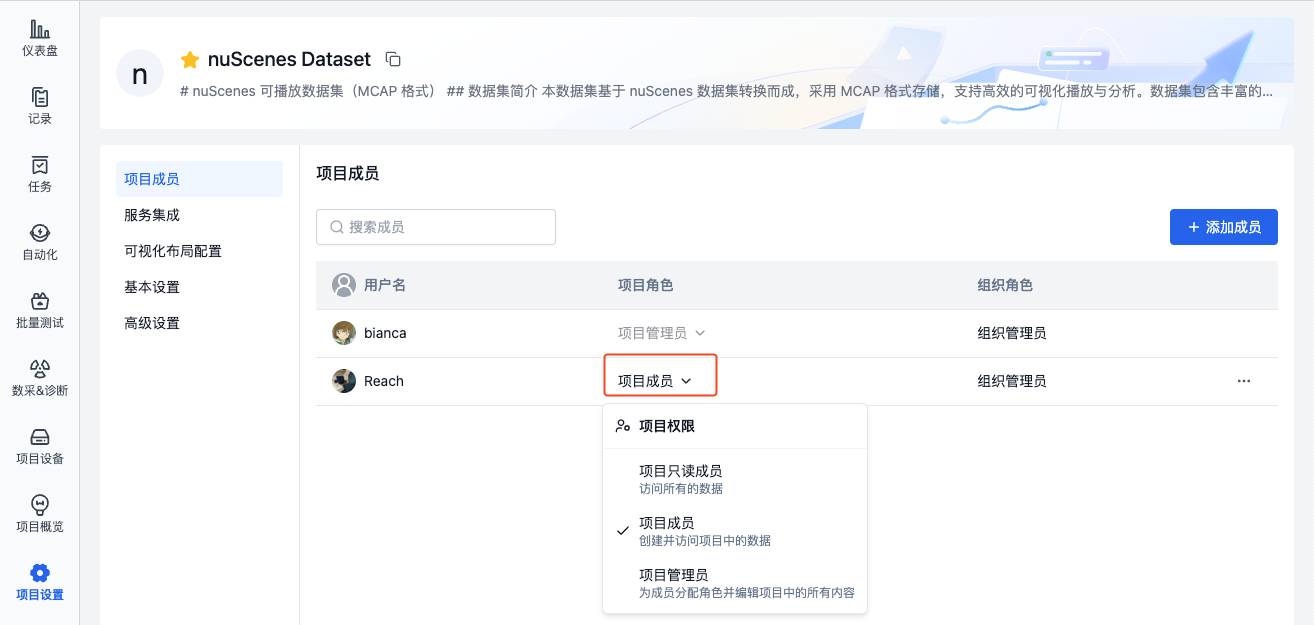 仪表盘
记录
任务
自动化
批量测试
数采&诊断
项目设备
项目概览
项目设置
n
nuScenes Dataset
# nuScenes 可播放数据集（MCAP 格式） ## 数据集简介 本数据集基于 nuScenes 数据集转换而成，采用 MCAP 格式存储，支持高效的可视化播放与分析。数据集包含丰富的...
项目成员
服务集成
可视化布局配置
基本设置
高级设置
项目成员
搜索成员
+ 添加成员
用户名 项目角色 组织角色
bianca 项目管理员 组织管理员
Reach 项目成员 组织管理员 ...
项目权限
项目只读成员
访问所有的数据
项目成员
创建并访问项目中的数据
项目管理员
为成员分配角色并编辑项目中的所有内容